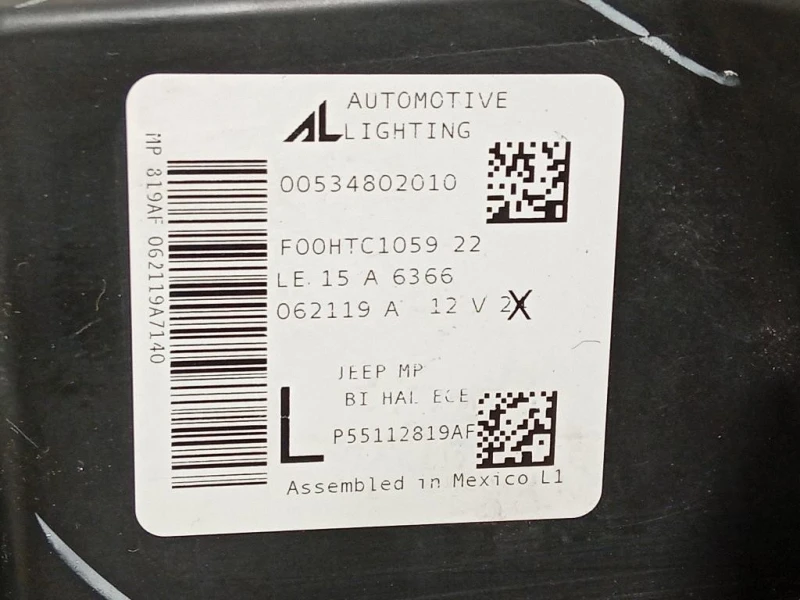 AL AUTOMOTIVE
LIGHTING
00534802010
F00HTC1059 22
LE 15 A 6366
062119 A 12 V
JEEP MP
BI HAL ECE
L
P55112819AF
Assembled in Mexico L1
MP 819AF 062119A7140